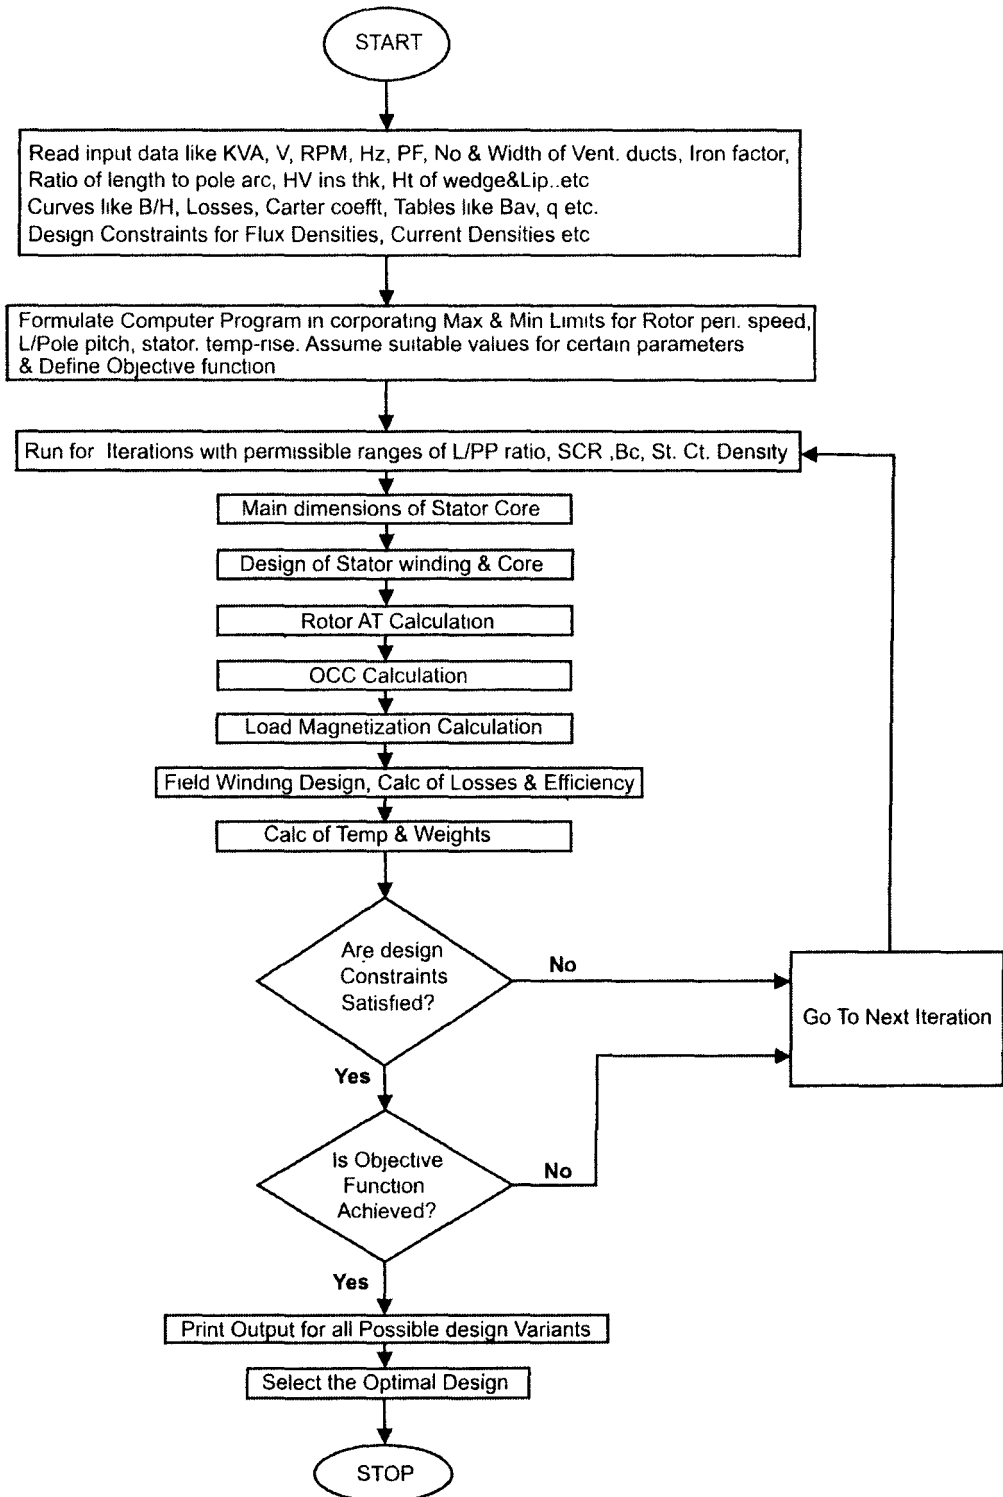 START
Read input data like KVA, V, RPM, Hz, PF, No & Width of Vent. ducts, Iron factor,
Ratio of length to pole arc, HV ins thk, Ht of wedge&Lip..etc
Curves like B/H, Losses, Carter coefft, Tables like Bav, q etc.
Design Constraints for Flux Densities, Current Densities etc
Formulate Computer Program in corporating Max & Min Limits for Rotor peri. speed,
L/Pole pitch, stator. temp-rise. Assume suitable values for certain parameters
& Define Objective function
Run for Iterations with permissible ranges of L/PP ratio, SCR ,Bc, St. Ct. Density
Main dimensions of Stator Core
Design of Stator winding & Core
Rotor AT Calculation
OCC Calculation
Load Magnetization Calculation
Field Winding Design, Calc of Losses & Efficiency
Calc of Temp & Weights
Are design
Constraints
Satisfied?
No
Go To Next Iteration
Yes
Is Objective
Function
Achieved?
No
Yes
Print Output for all Possible design Variants
Select the Optimal Design
STOP